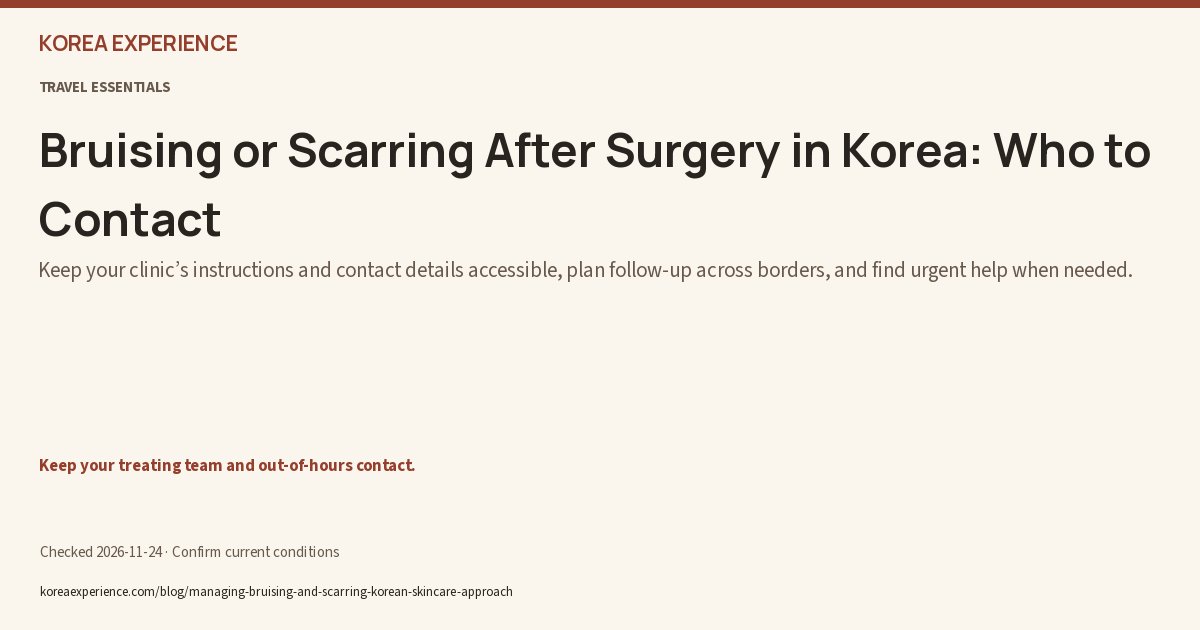 KOREA EXPERIENCE
TRAVEL ESSENTIALS
Bruising or Scarring After Surgery in Korea: Who to
Contact
Keep your clinic’s instructions and contact details accessible, plan follow-up across borders, and find urgent help when needed.
Keep your treating team and out-of-hours contact.
Checked 2026-11-24 · Confirm current conditions
koreaexperience.com/blog/managing-bruising-and-scarring-korean-skincare-approach